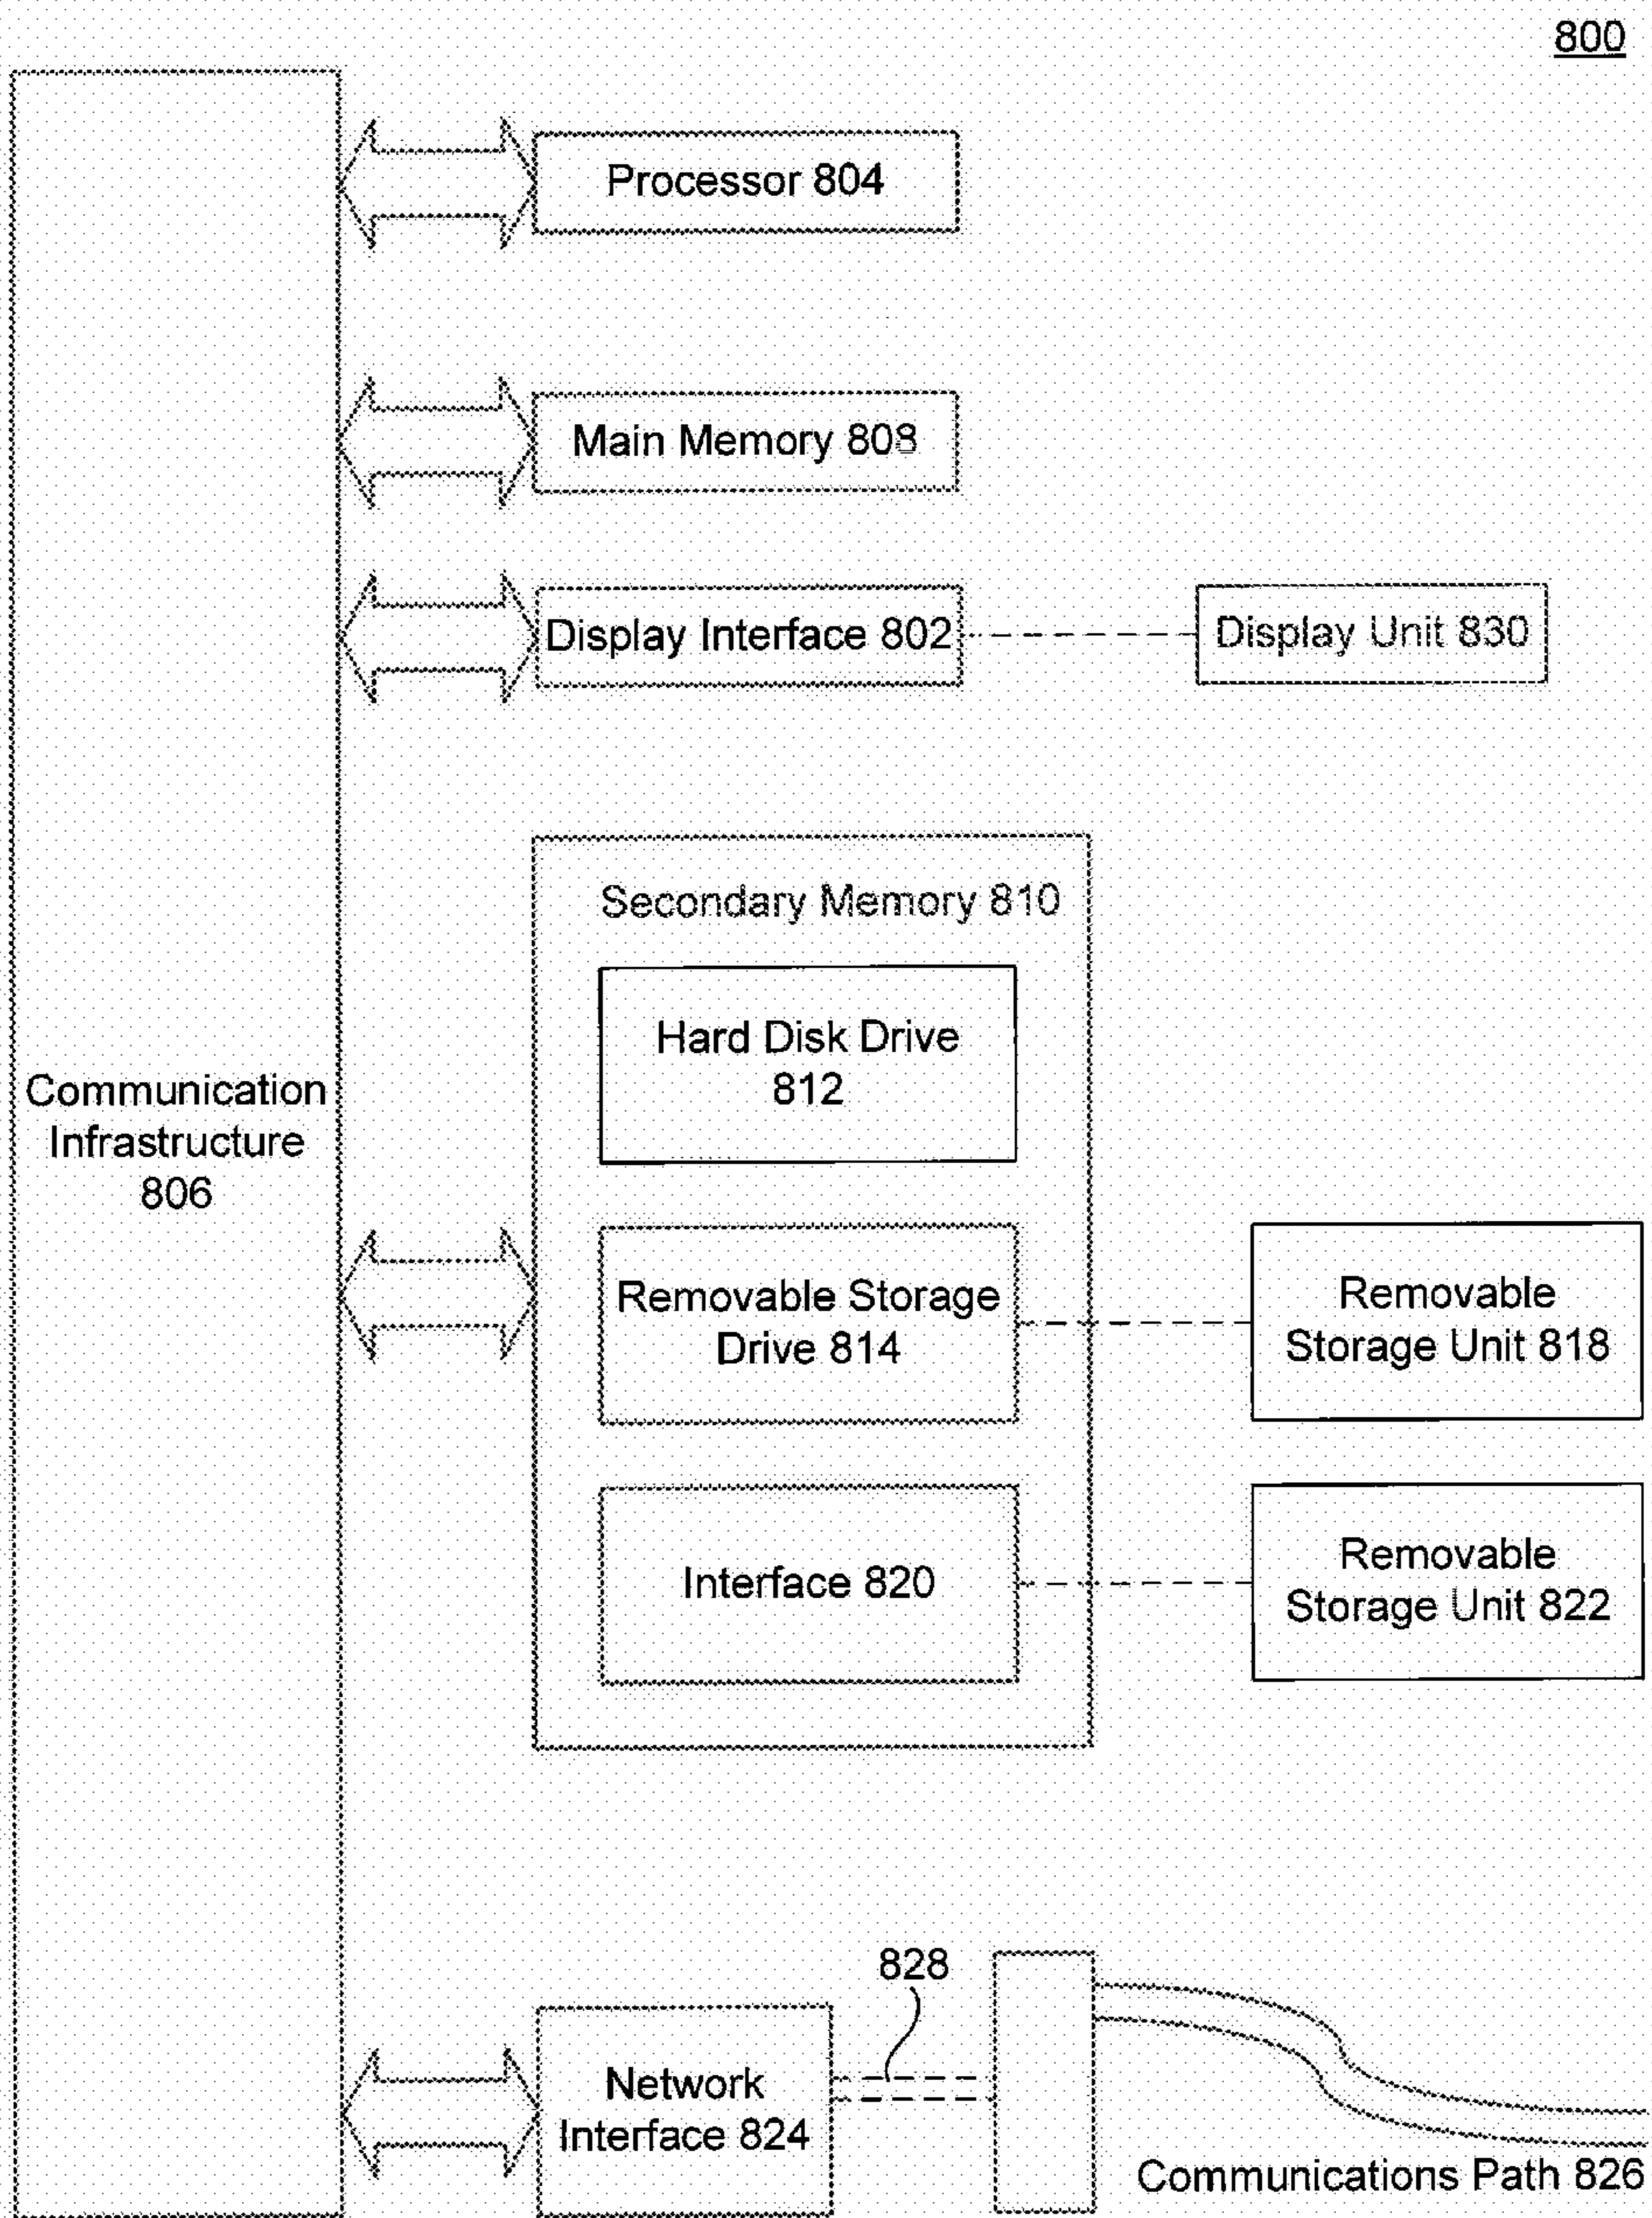 800
Processor 804
Main Memory 808
Display Interface 802
Display Unit 830
Secondary Memory 810
Hard Disk Drive
812
Communication
Infrastructure
806
Removable Storage
Drive 814
Removable
Storage Unit 818
Interface 820
Removable
Storage Unit 822
828
Network
Interface 824
Communications Path 826